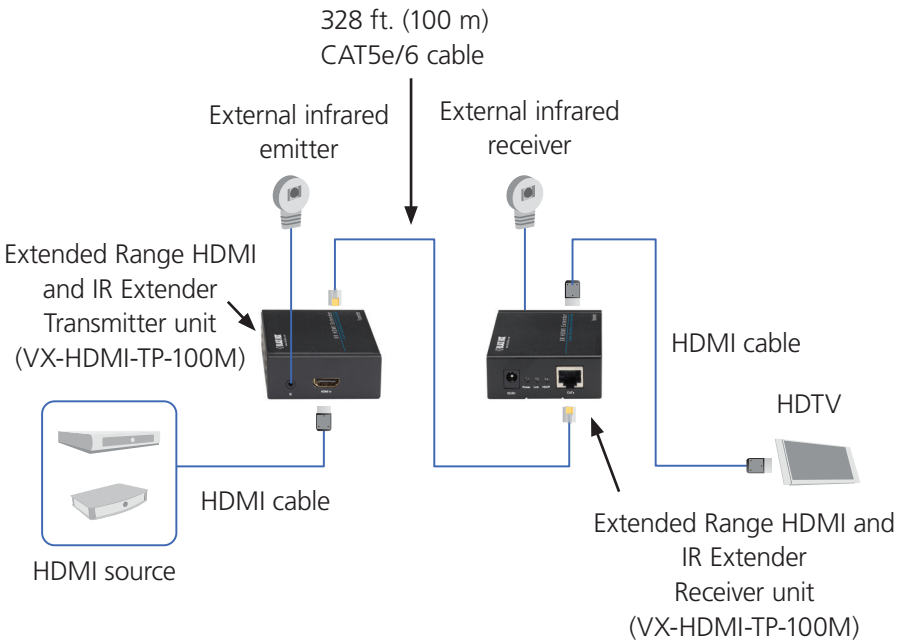 328 ft. (100 m)
CAT5e/6 cable
External infrared
emitter
External infrared
receiver
Extended Range HDMI
and IR Extender
Transmitter unit
(VX-HDMI-TP-100M)
HDMI cable
HDTV
HDMI cable
HDMI source
Extended Range HDMI and
IR Extender
Receiver unit
(VX-HDMI-TP-100M)